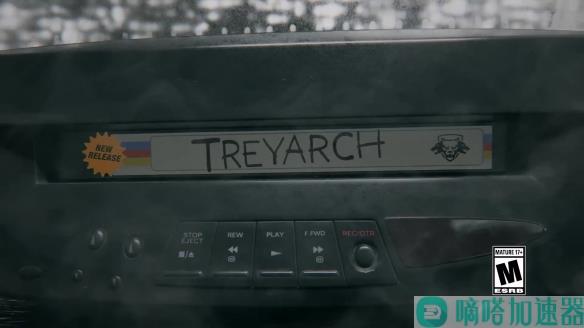 NEW
RELEASE
TREYARCH
STOP
EJECT
REW
PLAY
F.FWD
REC/OTR
MATURE 17+
M
ESRB
嘀嗒加速器